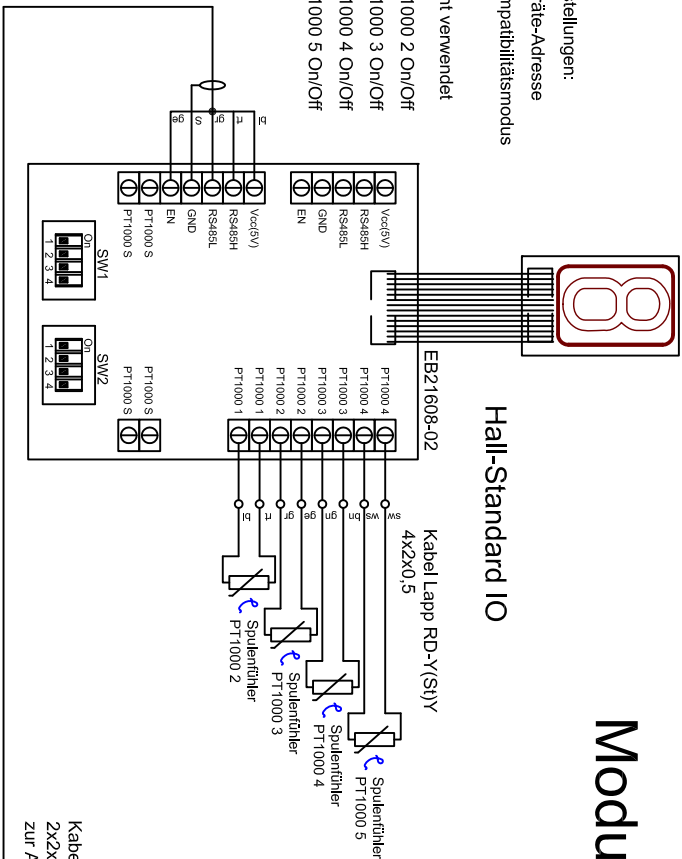 Modu
Hall-Standard IO
stellungen:
räte-Adresse
mpatibilitätsmodus
nt verwendet
1000 2 On/Off
1000 3 On/Off
1000 4 On/Off
1000 5 On/Off
EB21608-02
Kabel Lapp RD-Y(St)Y
4x2x0,5
Vcc(5V)
RS485H
RS485L
GND
EN
Vcc(5V)
RS485H
RS485L
GND
EN
PT1000 S
PT1000 S
bl
rt
gr
S
ge
PT1000 4
PT1000 4
PT1000 3
PT1000 3
PT1000 2
PT1000 2
PT1000 1
PT1000 1
PT1000 S
PT1000 S
sw
ws
bn
gn
ge
gr
rt
bl
SW1
On
1 2 3 4
SW2
On
1 2 3 4
Spulenfühler
PT1000 5
Spulenfühler
PT1000 4
Spulenfühler
PT1000 3
Spulenfühler
PT1000 2
Kabe
2x2x
zur A